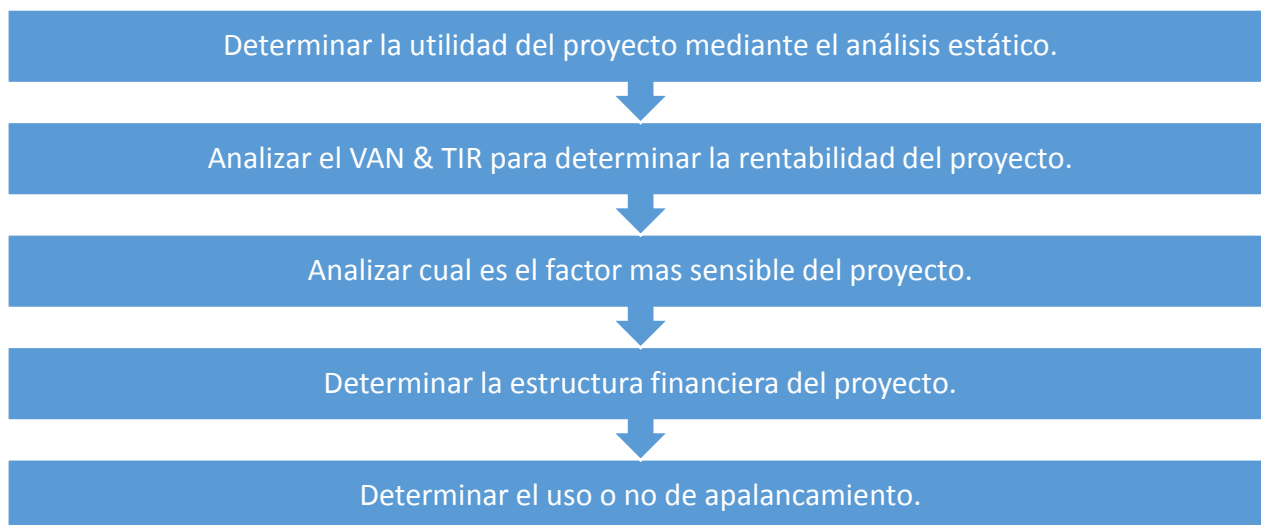 Determinar la utilidad del proyecto mediante el análisis estático.
Analizar el VAN & TIR para determinar la rentabilidad del proyecto.
Analizar cual es el factor mas sensible del proyecto.
Determinar la estructura financiera del proyecto.
Determinar el uso o no de apalancamiento.